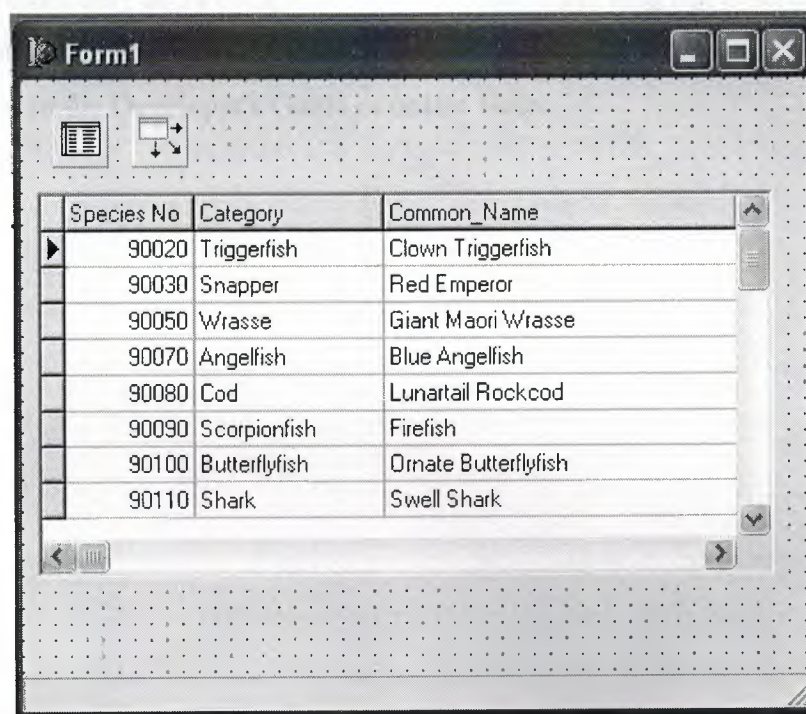 Form1
Species No Category Common_Name
90020 Triggerfish Clown Triggerfish
90030 Snapper Red Emperor
90050 Wrasse Giant Maori Wrasse
90070 Angelfish Blue Angelfish
90080 Cod Lunartail Rockcod
90090 Scorpionfish Firefish
90100 Butterflyfish Ornate Butterflyfish
90110 Shark Swell Shark